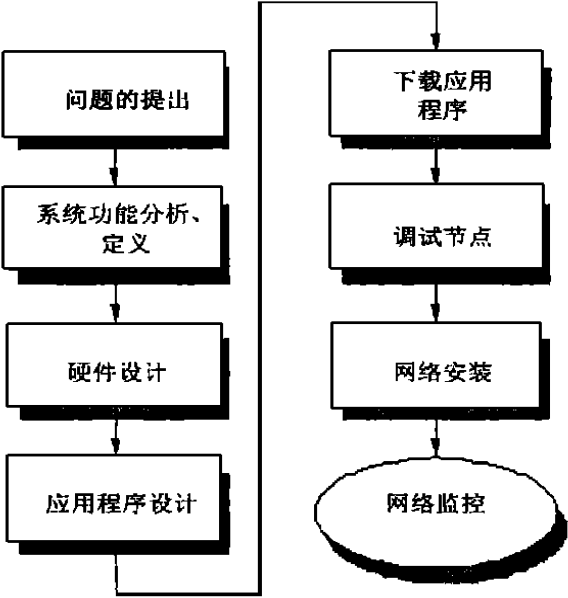 问题的提出
系统功能分析、
定义
硬件设计
应用程序设计
下载应用
程序
调试节点
网络安装
网络监控